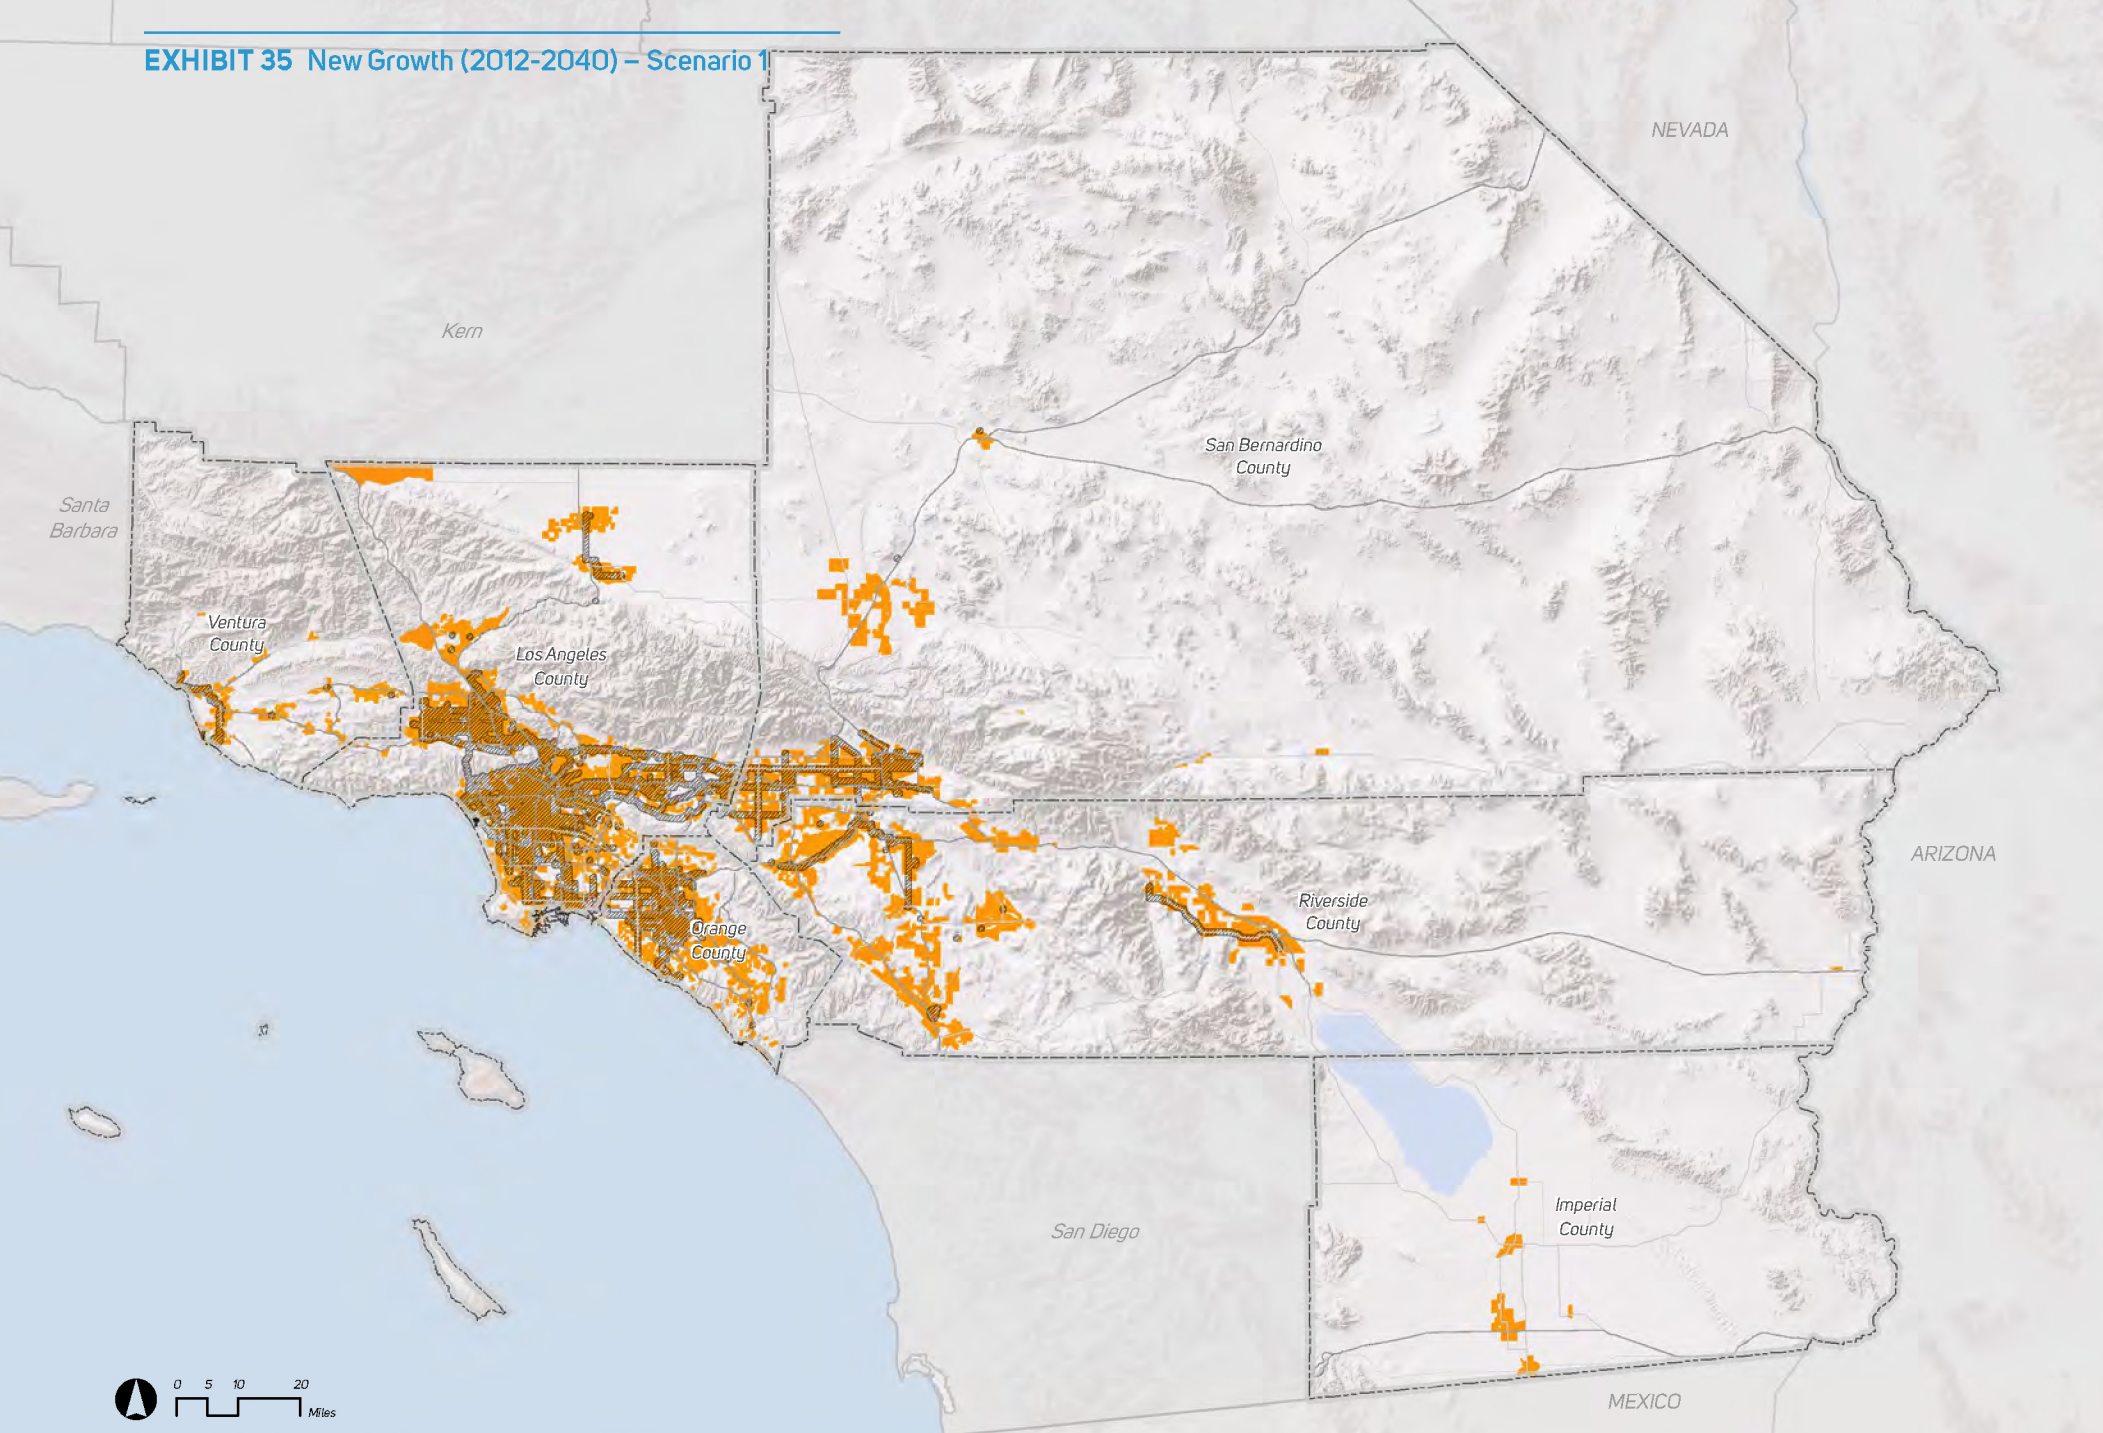 EXHIBIT 35 New Growth (2012-2040) – Scenario 1
NEVADA
Kern
San Bernardino
County
Santa
Barbara
Ventura
County
Los Angeles
County
ARIZONA
Riverside
County
Orange
County
Imperial
County
San Diego
0 5 10 20
Miles
MEXICO